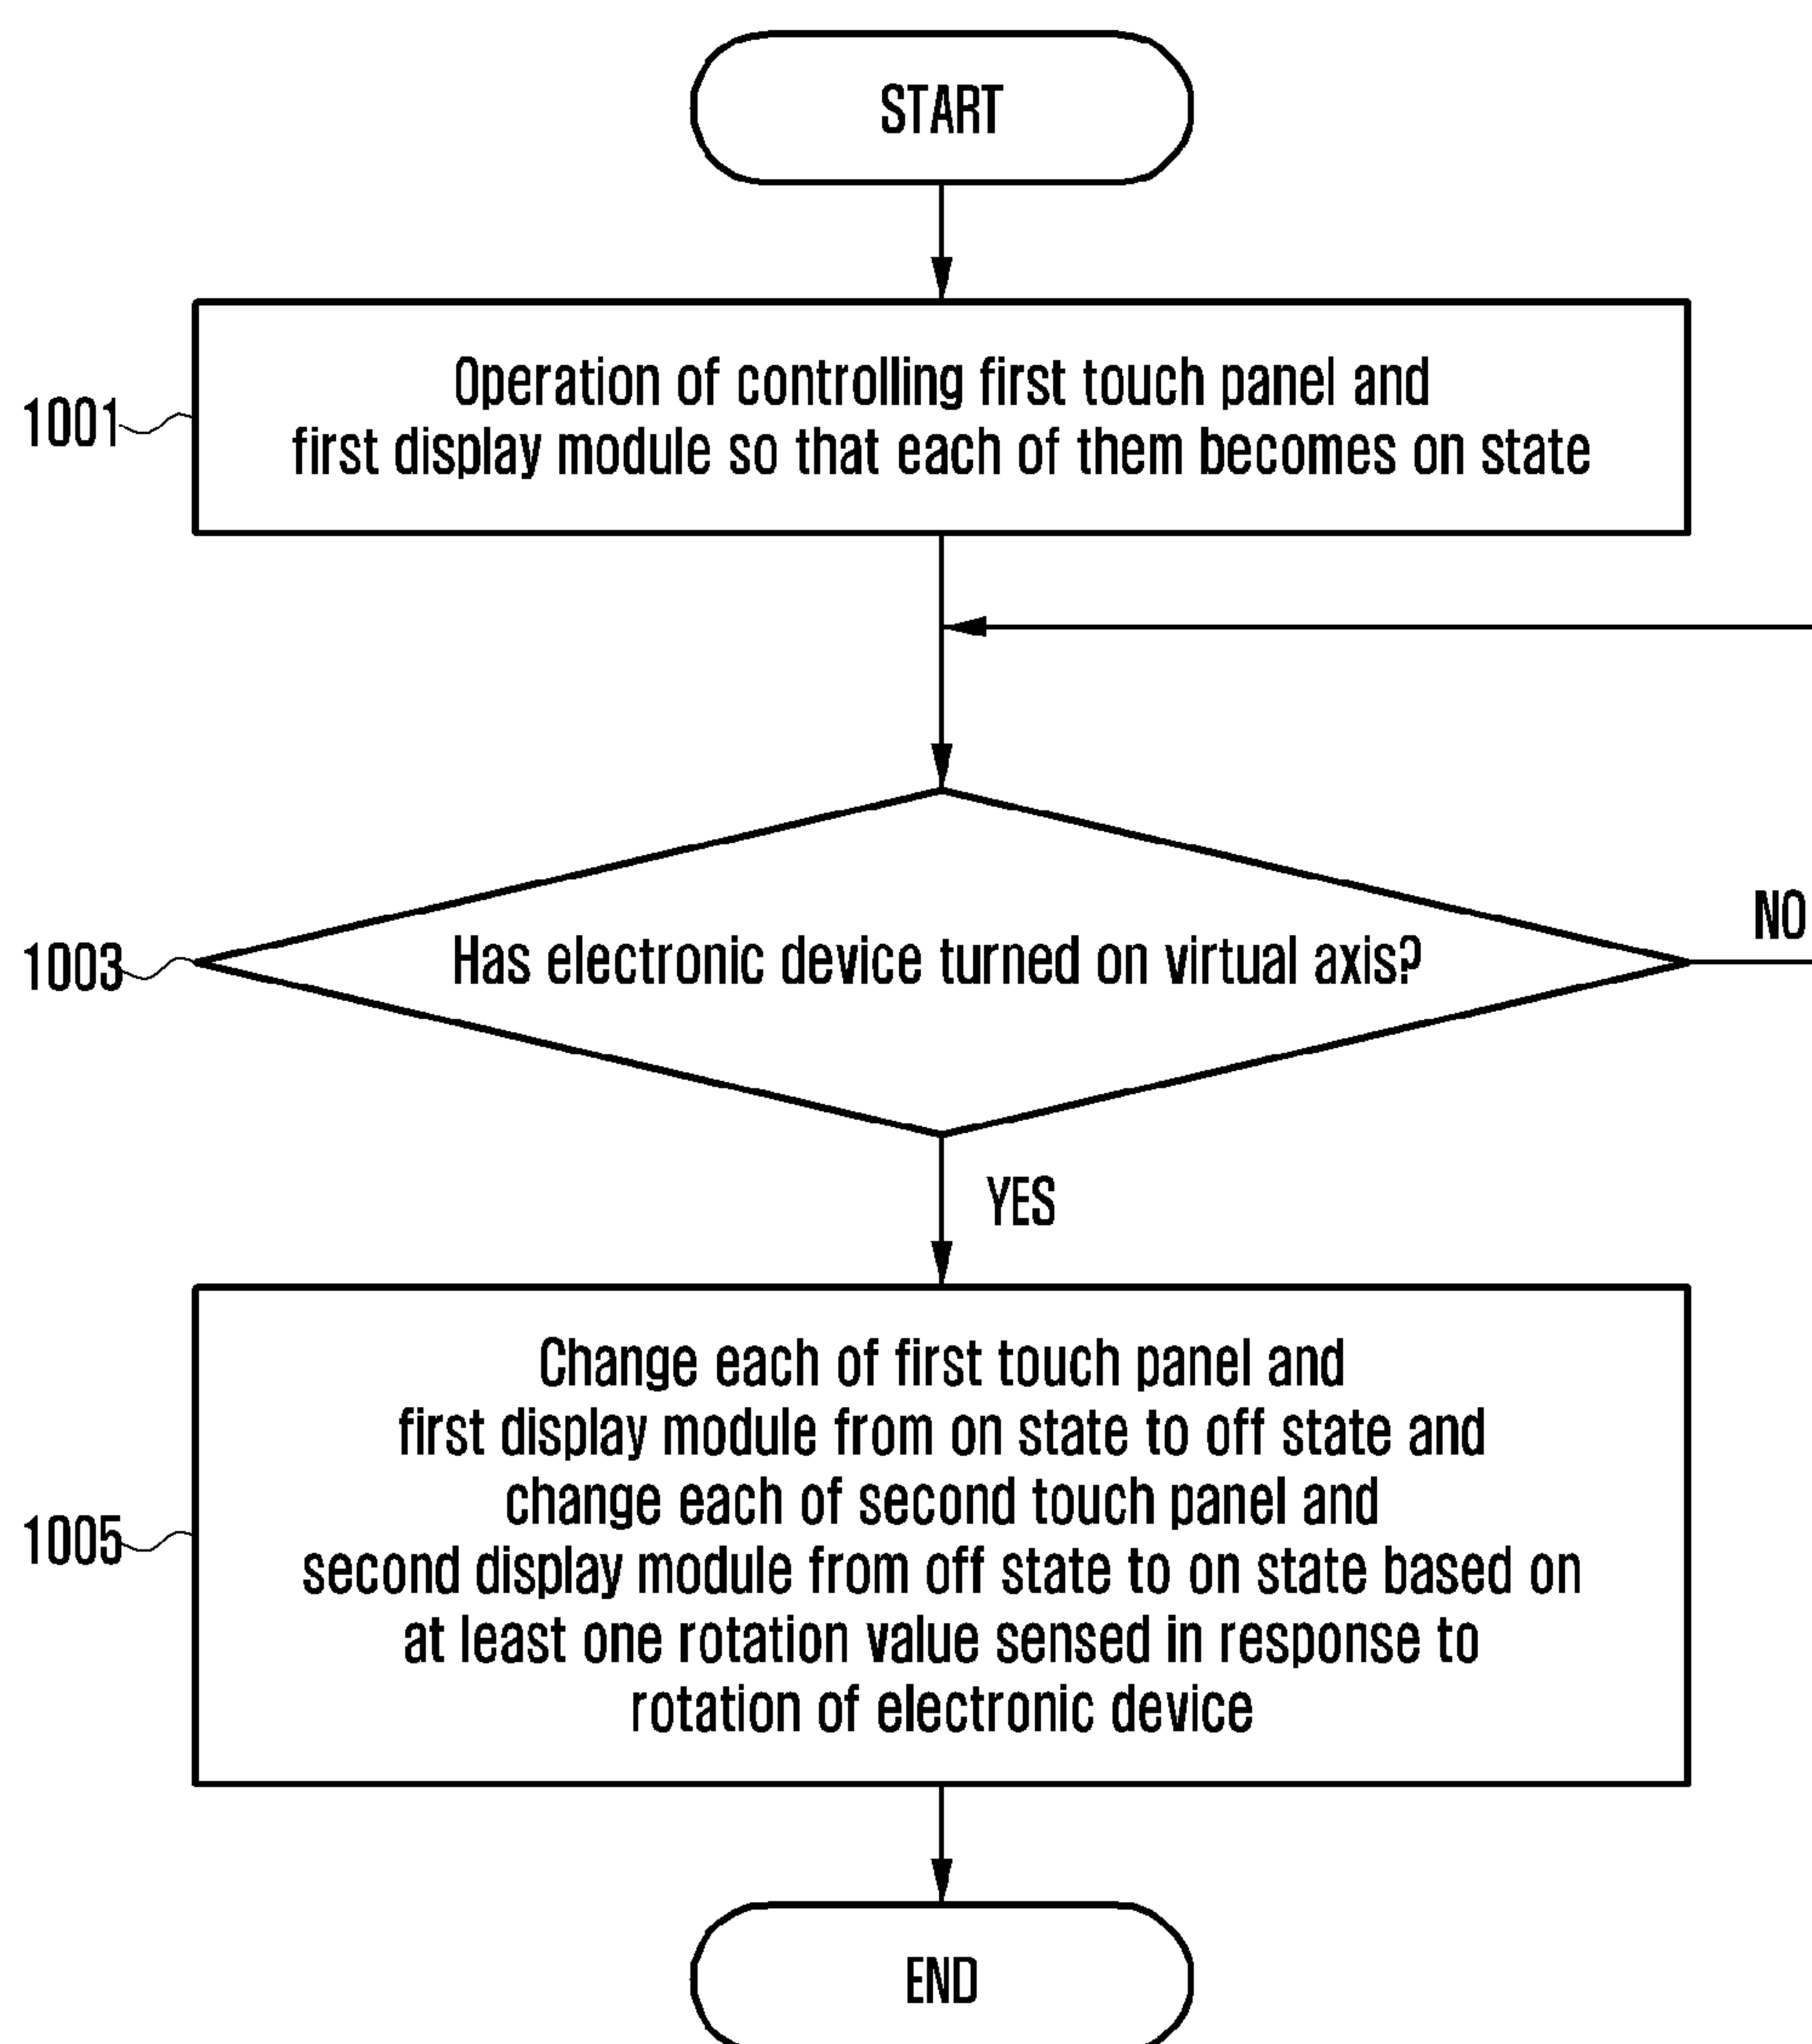 START
1001
Operation of controlling first touch panel and
first display module so that each of them becomes on state
1003
Has electronic device turned on virtual axis?
NO
YES
1005
Change each of first touch panel and
first display module from on state to off state and
change each of second touch panel and
second display module from off state to on state based on
at least one rotation value sensed in response to
rotation of electronic device
END